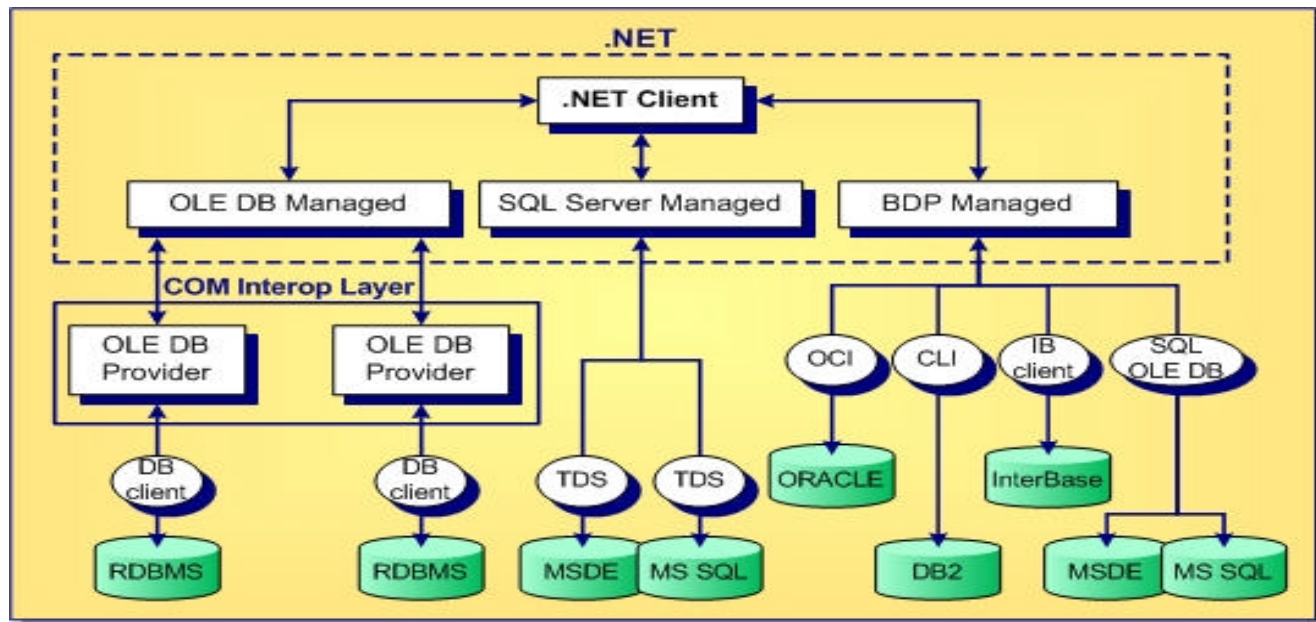 .NET
.NET Client
OLE DB Managed
SQL Server Managed
BDP Managed
COM Interop Layer
OLE DB
Provider
OLE DB
Provider
OCI
CLI
IB
client
SQL
OLE DB
DB
client
DB
client
TDS
TDS
ORACLE
InterBase
RDBMS
RDBMS
MSDE
MS SQL
DB2
MSDE
MS SQL